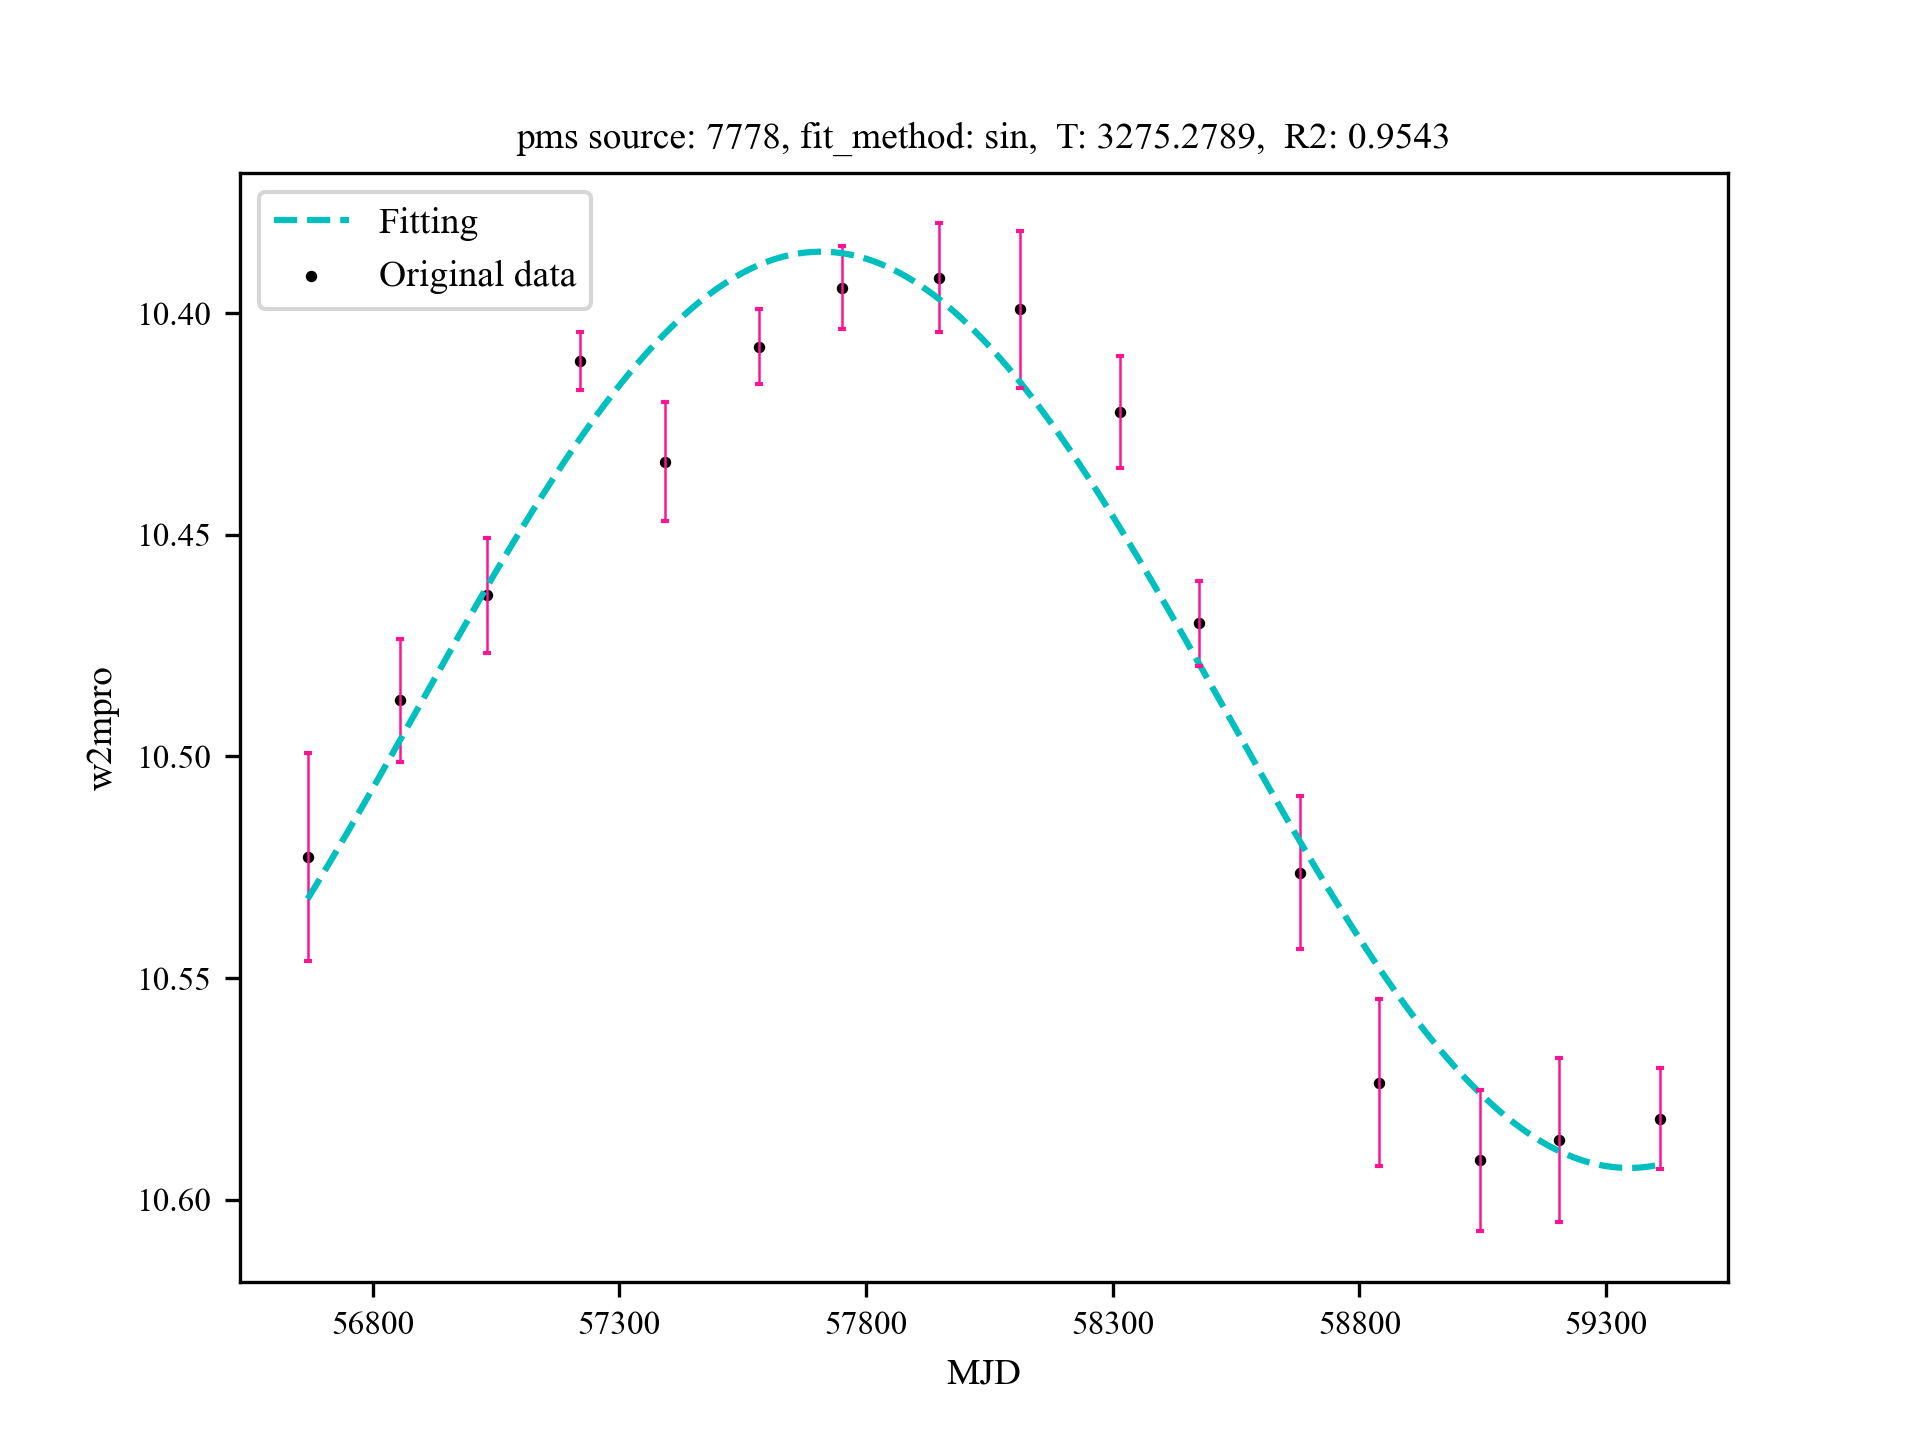 pms source: 7778, fit_method: sin,  T: 3275.2789,  R2: 0.9543
Fitting
Original data
10.40
10.45
10.50
10.55
10.60
w2mpro
56800 57300 57800 58300 58800 59300
MJD